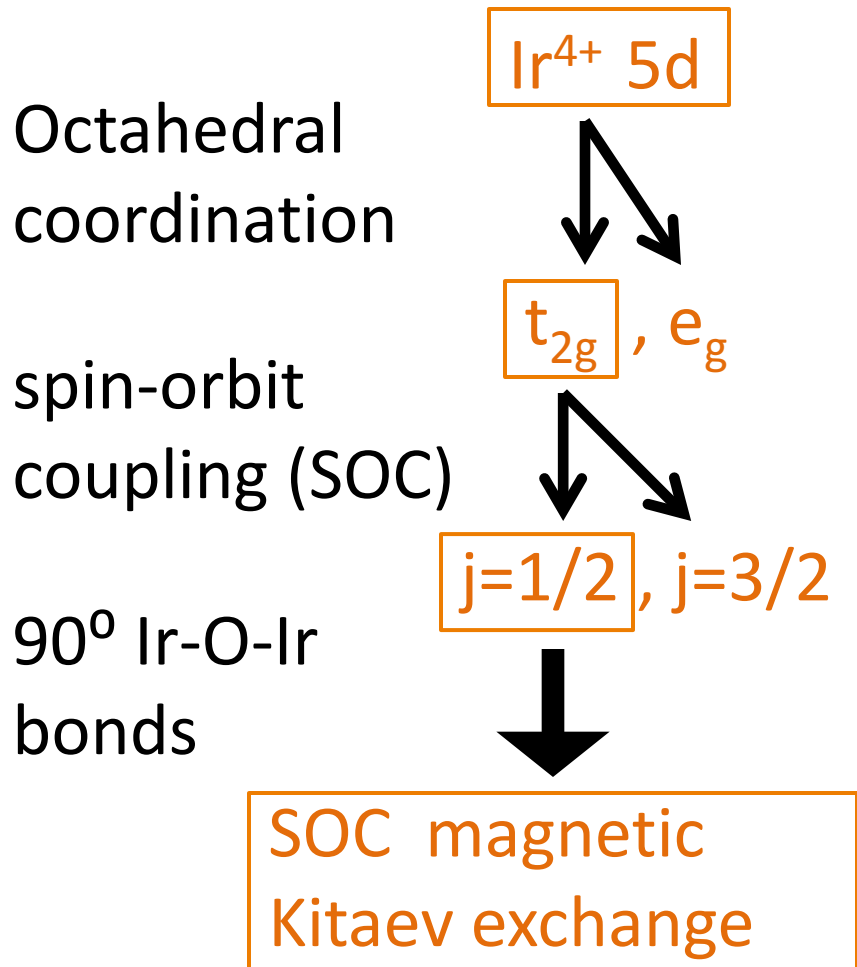 Ir⁴⁺ 5d
Octahedral
coordination
t₂g , eg
spin-orbit
coupling (SOC)
j=1/2, j=3/2
90⁰ Ir-O-Ir
bonds
SOC magnetic
Kitaev exchange